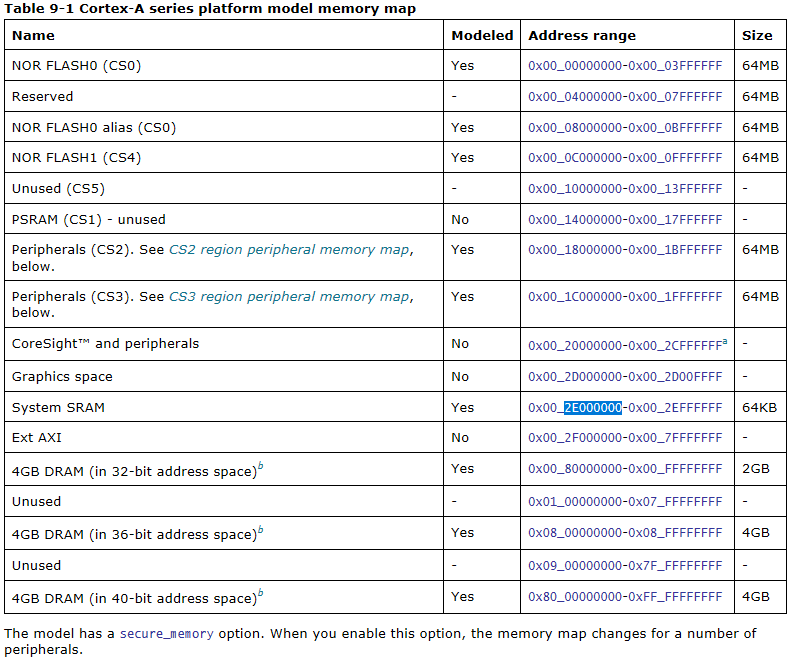 Table 9-1 Cortex-A series platform model memory map
Name Modeled Address range Size
NOR FLASH0 (CS0) Yes 0x00_00000000-0x00_03FFFFFF 64MB
Reserved - 0x00_04000000-0x00_07FFFFFF 64MB
NOR FLASH0 alias (CS0) Yes 0x00_08000000-0x00_0BFFFFFF 64MB
NOR FLASH1 (CS4) Yes 0x00_0C000000-0x00_0FFFFFFF 64MB
Unused (CS5) - 0x00_10000000-0x00_13FFFFFF -
PSRAM (CS1) - unused No 0x00_14000000-0x00_17FFFFFF -
Peripherals (CS2). See CS2 region peripheral memory map, Yes 0x00_18000000-0x00_1BFFFFFF 64MB
below.
Peripherals (CS3). See CS3 region peripheral memory map, Yes 0x00_1C000000-0x00_1FFFFFFF 64MB
below.
CoreSight™ and peripherals No 0x00_20000000-0x00_2CFFFFFFa -
Graphics space No 0x00_2D000000-0x00_2D00FFFF -
System SRAM Yes 0x00_2E000000-0x00_2EFFFFFF 64KB
Ext AXI No 0x00_2F000000-0x00_7FFFFFFF -
4GB DRAM (in 32-bit address space)b Yes 0x00_80000000-0x00_FFFFFFFF 2GB
Unused - 0x01_00000000-0x07_FFFFFFFF -
4GB DRAM (in 36-bit address space)b Yes 0x08_00000000-0x08_FFFFFFFF 4GB
Unused - 0x09_00000000-0x7F_FFFFFFFF -
4GB DRAM (in 40-bit address space)b Yes 0x80_00000000-0xFF_FFFFFFFF 4GB
The model has a secure_memory option. When you enable this option, the memory map changes for a number of
peripherals.